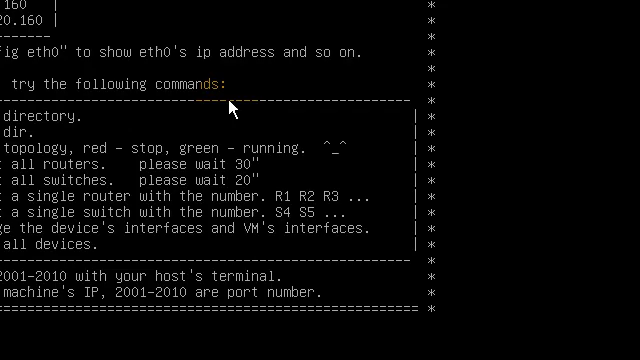 160 | *
20.160 | *
------- *
fig eth0" to show eth0's ip address and so on. *
*
try the following commands: *
--------------------------------------------------- *
directory. | *
dir. | *
topology, red - stop, green - running. ^_^ | *
t all routers. please wait 30" | *
t all switches. please wait 20" | *
t a single router with the number. R1 R2 R3 ... | *
t a single switch with the number. S4 S5 ... | *
ge the device's interfaces and VM's interfaces. | *
all devices. | *
--------------------------------------------------- *
2001-2010 with your host's terminal. *
machine's IP, 2001-2010 are port number. *
==================================================== *